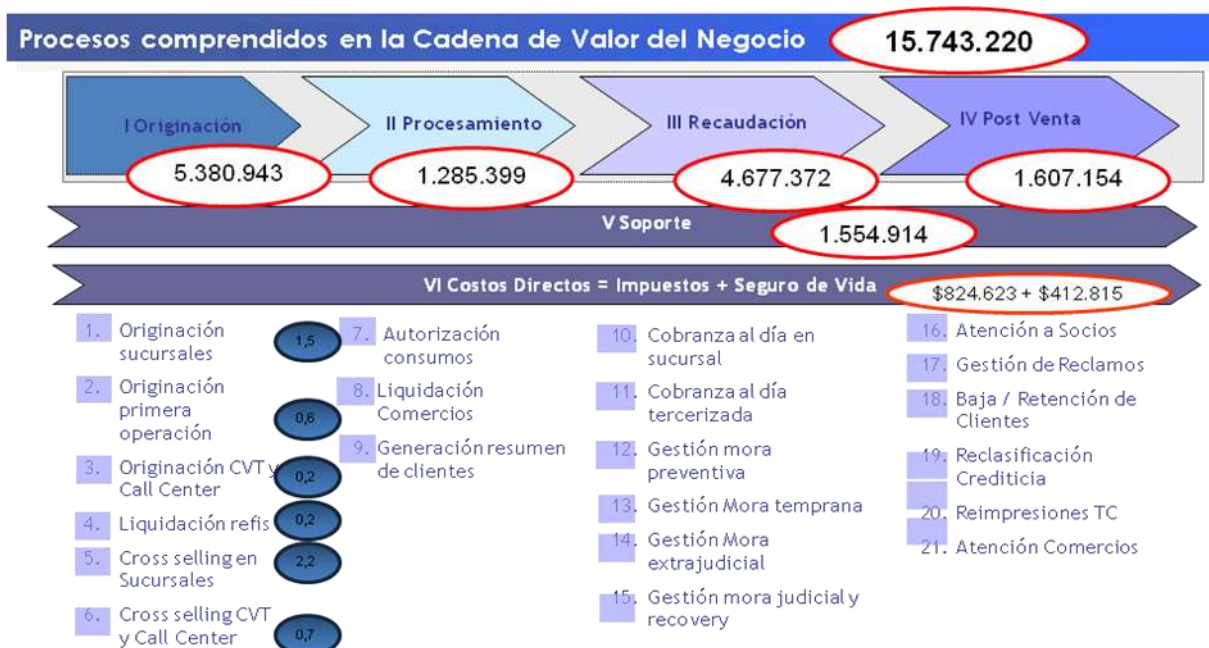 Procesos comprendidos en la Cadena de Valor del Negocio
15.743.220
I Originación
II Procesamiento
III Recaudación
IV Post Venta
5.380.943
1.285.399
4.677.372
1.607.154
V Soporte
1.554.914
VI Costos Directos = Impuestos + Seguro de Vida
$824.623 + $412.815
1. Originación
sucursales
1,5
2. Originación
primera
operación
0,6
3. Originación CVT y
Call Center
0,2
4. Liquidación refis
0,2
5. Cross selling en
Sucursales
2,2
6. Cross selling CVT
y Call Center
0,7
7. Autorización
consumos
8. Liquidación
Comercios
9. Generación resumen
de clientes
10. Cobranza al día en
sucursal
11. Cobranza al día
tercerizada
12. Gestión mora
preventiva
13. Gestión Mora temprana
14. Gestión Mora
extrajudicial
15. Gestión mora judicial y
recovery
16. Atención a Socios
17. Gestión de Reclamos
18. Baja / Retención de
Clientes
19. Reclasificación
Crediticia
20. Reimpresiones TC
21. Atención Comercios